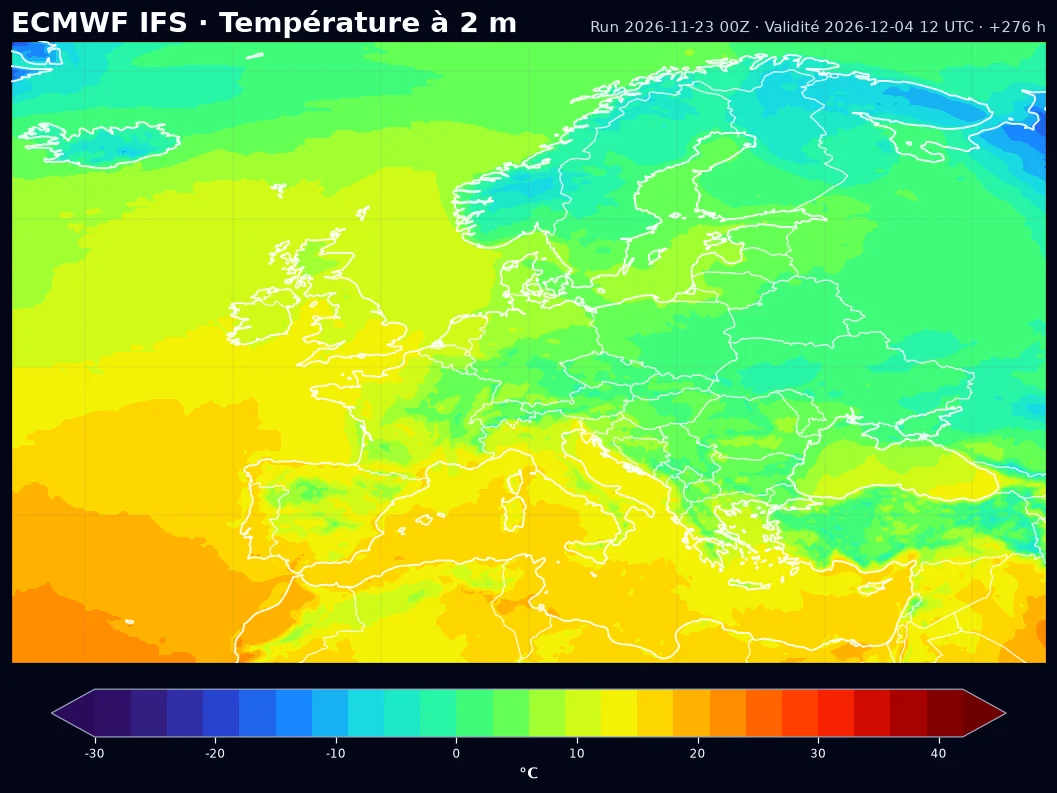 ECMWF IFS · Température à 2 m
Run 2026-11-23 00Z · Validité 2026-12-04 12 UTC · +276 h
-30 -20 -10 0 10 20 30 40
°C